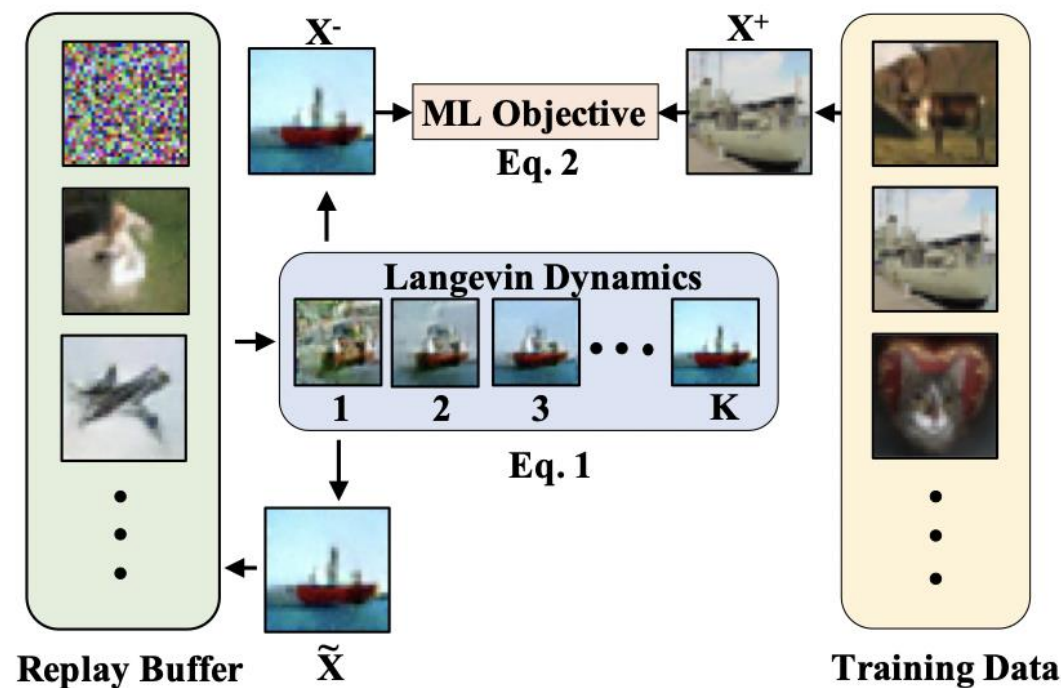 X⁻
X⁺
ML Objective
Eq. 2
Langevin Dynamics
1 2 3 K
Eq. 1
X̃
Replay Buffer
Training Data